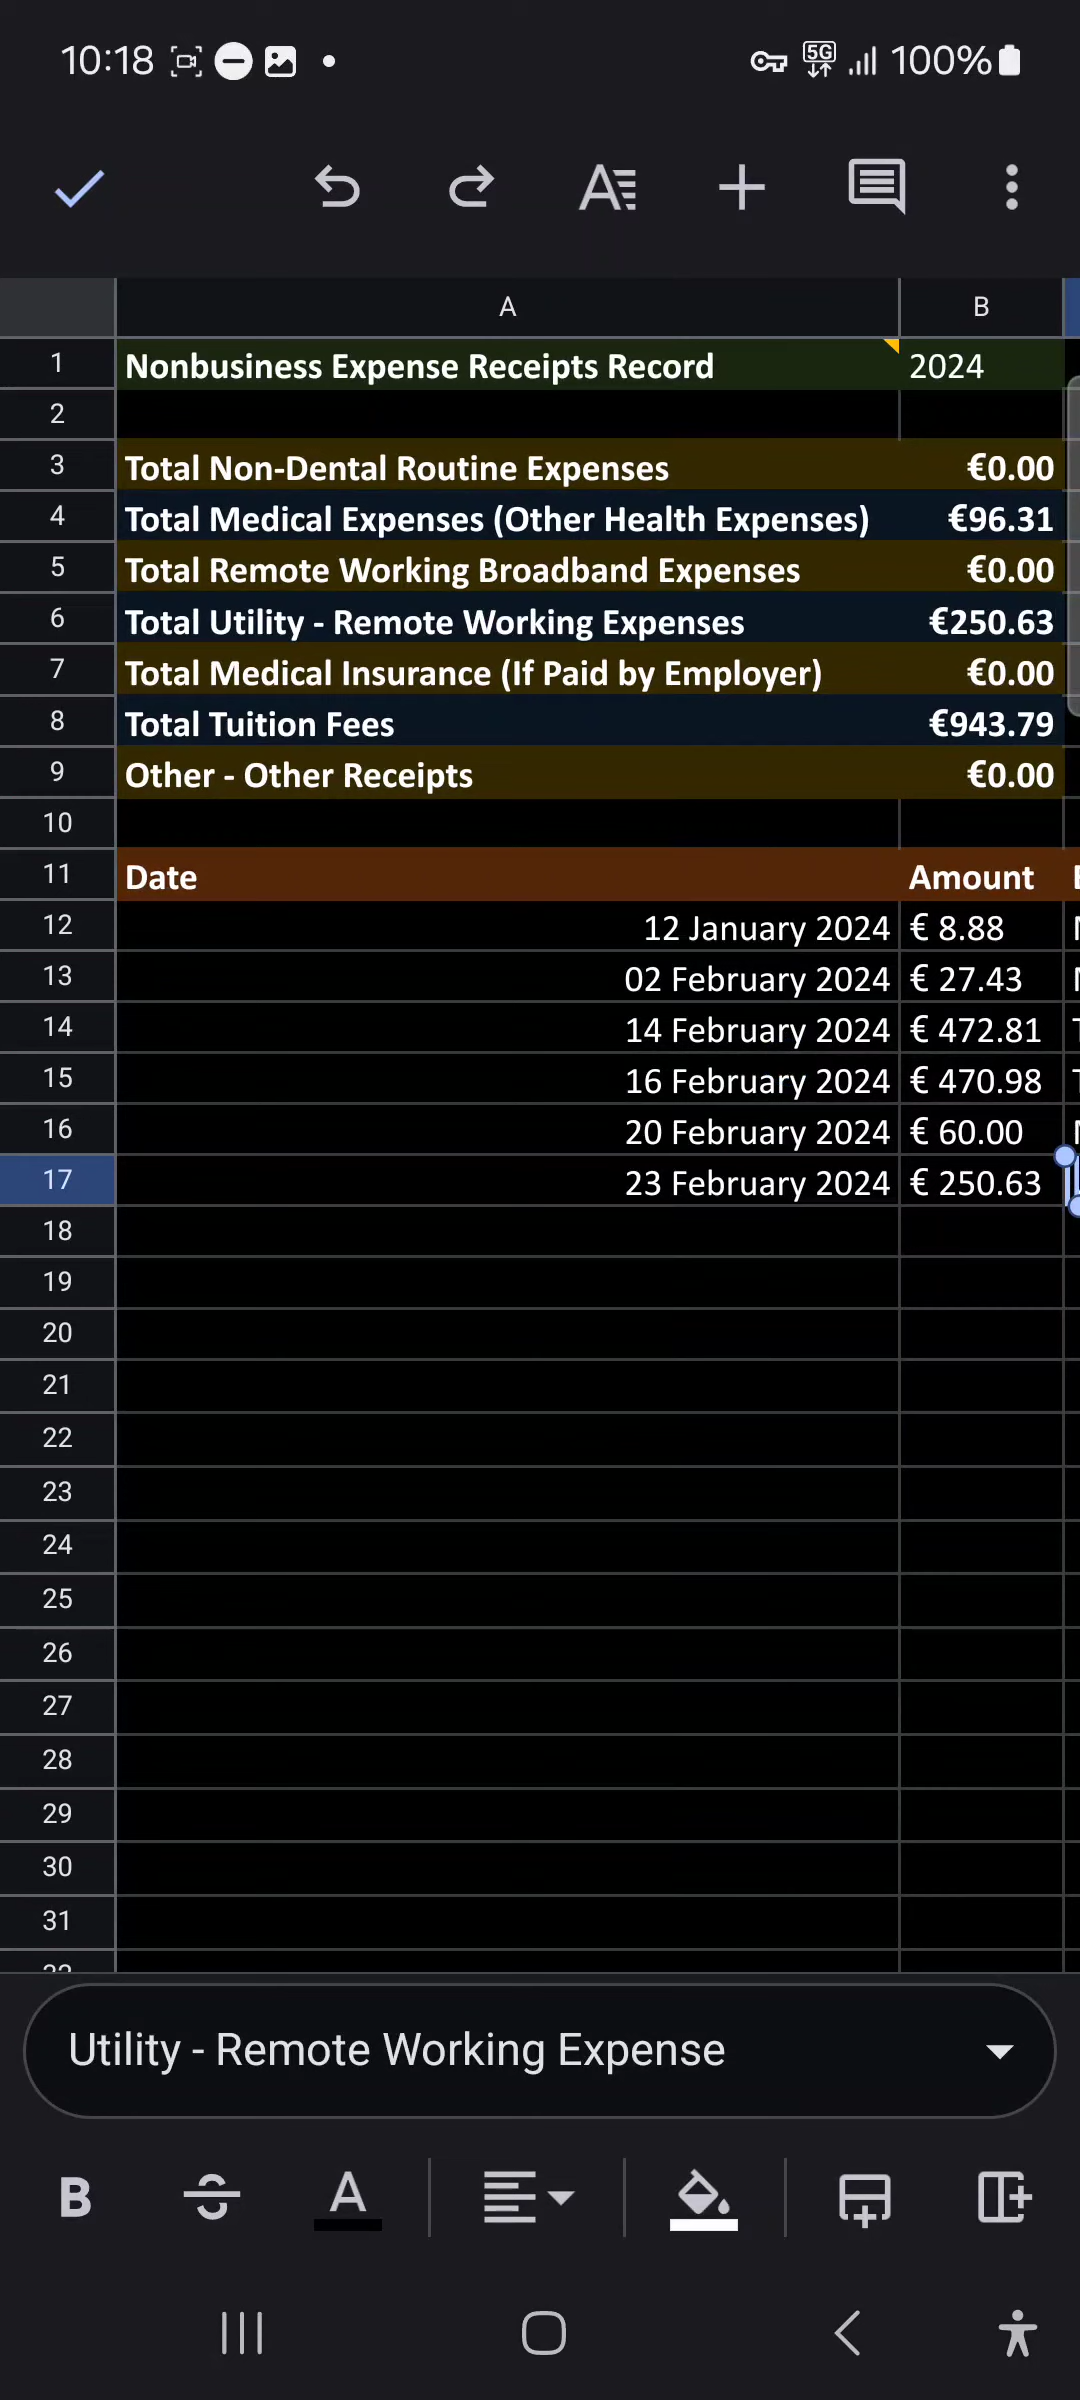 10:18 5G 100%
A B
1 Nonbusiness Expense Receipts Record 2024
2
3 Total Non-Dental Routine Expenses €0.00
4 Total Medical Expenses (Other Health Expenses) €96.31
5 Total Remote Working Broadband Expenses €0.00
6 Total Utility - Remote Working Expenses €250.63
7 Total Medical Insurance (If Paid by Employer) €0.00
8 Total Tuition Fees €943.79
9 Other - Other Receipts €0.00
10
11 Date Amount
12 12 January 2024 € 8.88
13 02 February 2024 € 27.43
14 14 February 2024 € 472.81
15 16 February 2024 € 470.98
16 20 February 2024 € 60.00
17 23 February 2024 € 250.63
18
19
20
21
22
23
24
25
26
27
28
29
30
31
Utility - Remote Working Expense
B S A